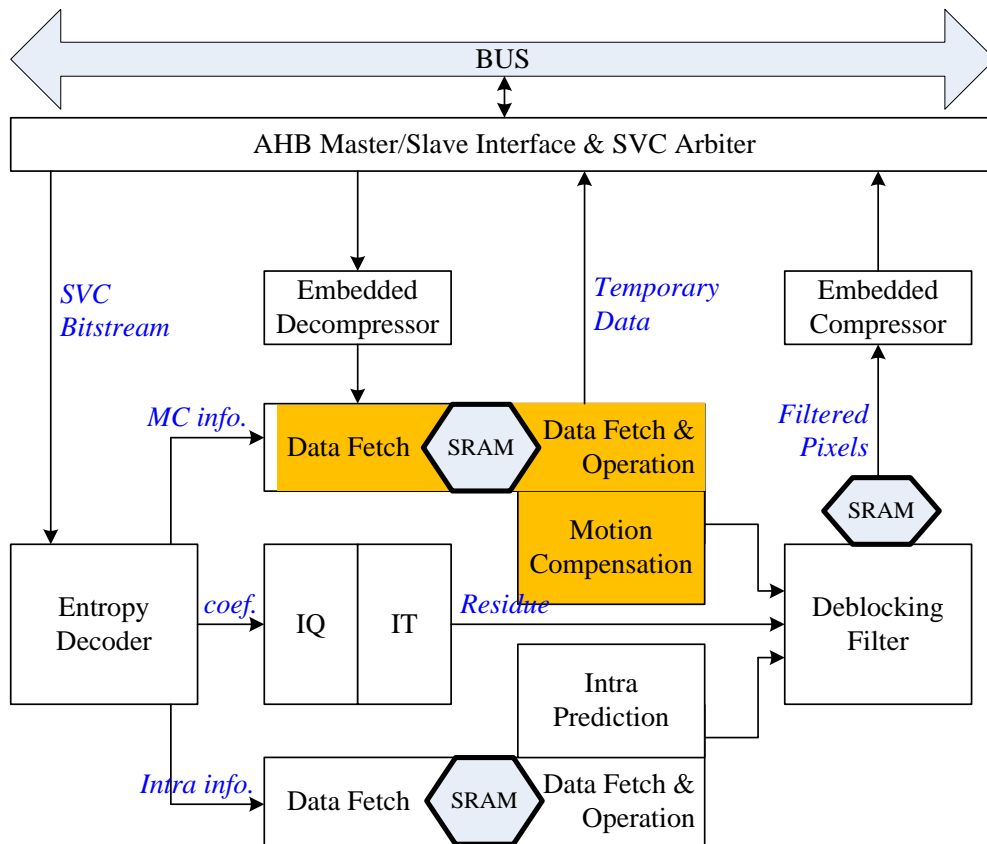 BUS
AHB Master/Slave Interface & SVC Arbiter
SVC
Bitstream
Embedded
Decompressor
Temporary
Data
Embedded
Compressor
MC info.
Data Fetch
SRAM
Data Fetch &
Operation
Filtered
Pixels
SRAM
Motion
Compensation
Entropy
Decoder
coef.
IQ
IT
Residue
Deblocking
Filter
Intra
Prediction
Intra info.
Data Fetch
SRAM
Data Fetch &
Operation